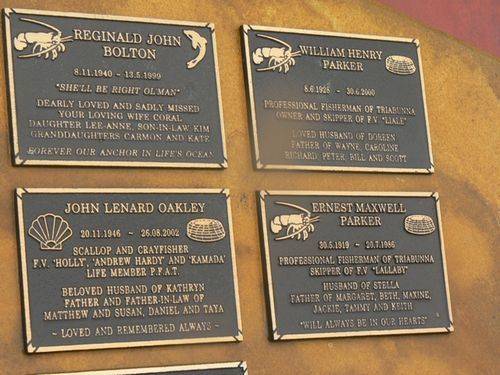 REGINALD JOHN
BOLTON
8.11.1940 ~ 13.5.1999
"SHE'LL BE RIGHT OL'MAN"
DEARLY LOVED AND SADLY MISSED
YOUR LOVING WIFE CORAL
DAUGHTER LEE-ANNE, SON-IN-LAW KIM
GRANDDAUGHTERS CARMON AND KATE
FOREVER OUR ANCHOR IN LIFE'S OCEAN
WILLIAM HENRY
PARKER
8.6.1928 - 30.6.2000
PROFESSIONAL FISHERMAN OF TRIABUNNA
OWNER AND SKIPPER OF F.V "LIALE"
LOVED HUSBAND OF DOREEN
FATHER OF WAYNE, CAROLINE
RICHARD, PETER, BILL AND SCOTT
JOHN LENARD OAKLEY
20.11.1946 ~ 26.08.2002
SCALLOP AND CRAYFISHER
F.V. 'HOLLY', 'ANDREW HARDY' AND 'KAMADA'
LIFE MEMBER P.F.A.T.
BELOVED HUSBAND OF KATHRYN
FATHER AND FATHER-IN-LAW OF
MATTHEW AND SUSAN, DANIEL AND TAYA
~ LOVED AND REMEMBERED ALWAYS ~
ERNEST MAXWELL
PARKER
30.5.1919 ~ 20.7.1986
PROFESSIONAL FISHERMAN OF TRIABUNNA
SKIPPER OF F.V "LALLABY"
HUSBAND OF STELLA
FATHER OF MARGARET, BETH, MAXINE,
JACKIE, TAMMY AND KEITH
"WILL ALWAYS BE IN OUR HEARTS"